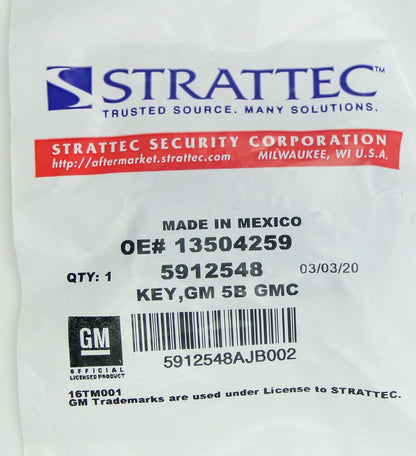 STRATTEC™
TRUSTED SOURCE. MANY SOLUTIONS.
STRATTEC SECURITY CORPORATION
http://aftermarket.strattec.com MILWAUKEE, WI U.S.A.
MADE IN MEXICO
OE# 13504259
QTY: 1 5912548 03/03/20
KEY,GM 5B GMC
GM
OFFICIAL
LICENSED PRODUCT
5912548AJB002
16TM001
GM Trademarks are used under License to STRATTEC.